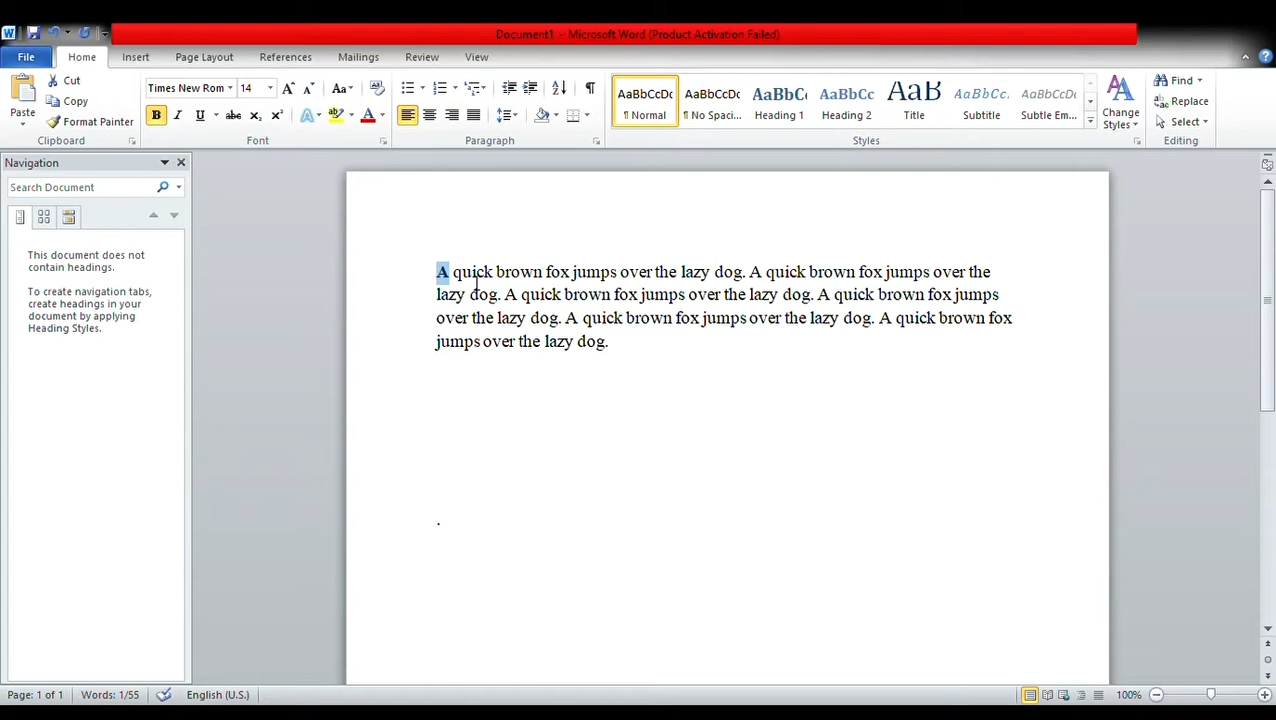 Document1 - Microsoft Word (Product Activation Failed)
File Home Insert Page Layout References Mailings Review View
Paste
Cut
Copy
Format Painter
Clipboard
Times New Rom 14
Font
Paragraph
AaBbCcDc AaBbCcDc AaBbC AaBbCc AaB AaBbCc. AaBbCcDc
¶ Normal ¶ No Spaci... Heading 1 Heading 2 Title Subtitle Subtle Em...
Change
Styles
Styles
Find
Replace
Select
Editing
Navigation
Search Document
This document does not
contain headings.
To create navigation tabs,
create headings in your
document by applying
Heading Styles.
A quick brown fox jumps over the lazy dog. A quick brown fox jumps over the
lazy dog. A quick brown fox jumps over the lazy dog. A quick brown fox jumps
over the lazy dog. A quick brown fox jumps over the lazy dog. A quick brown fox
jumps over the lazy dog.
.
Page: 1 of 1 Words: 1/55 English (U.S.) 100%